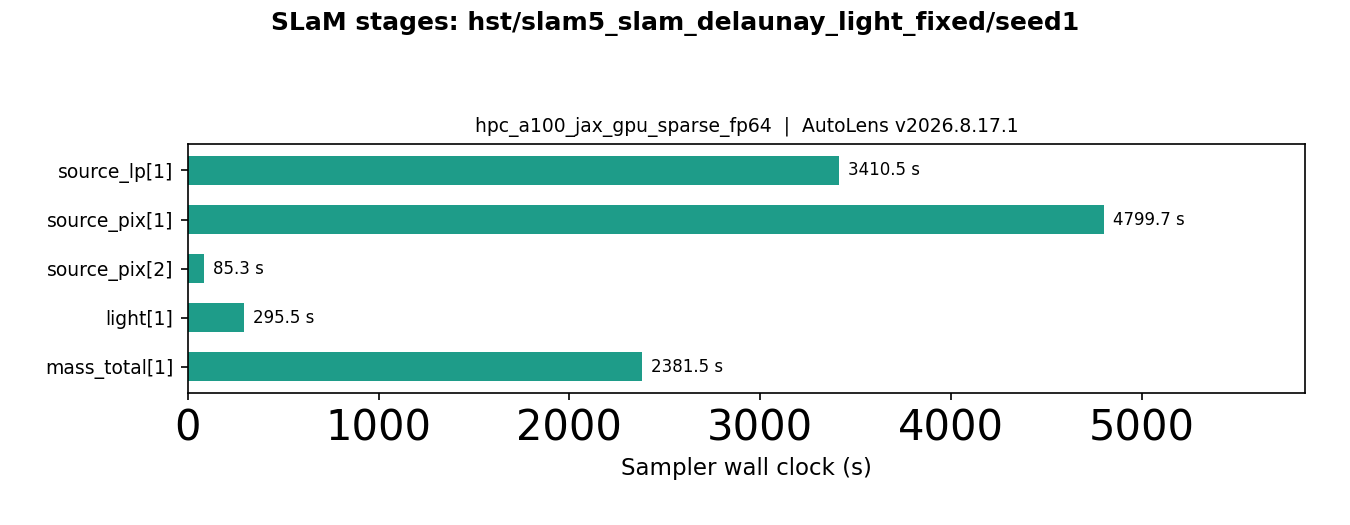 SLaM stages: hst/slam5_slam_delaunay_light_fixed/seed1
hpc_a100_jax_gpu_sparse_fp64 | AutoLens v2026.8.17.1
source_lp[1] 3410.5 s
source_pix[1] 4799.7 s
source_pix[2] 85.3 s
light[1] 295.5 s
mass_total[1] 2381.5 s
0 1000 2000 3000 4000 5000
Sampler wall clock (s)